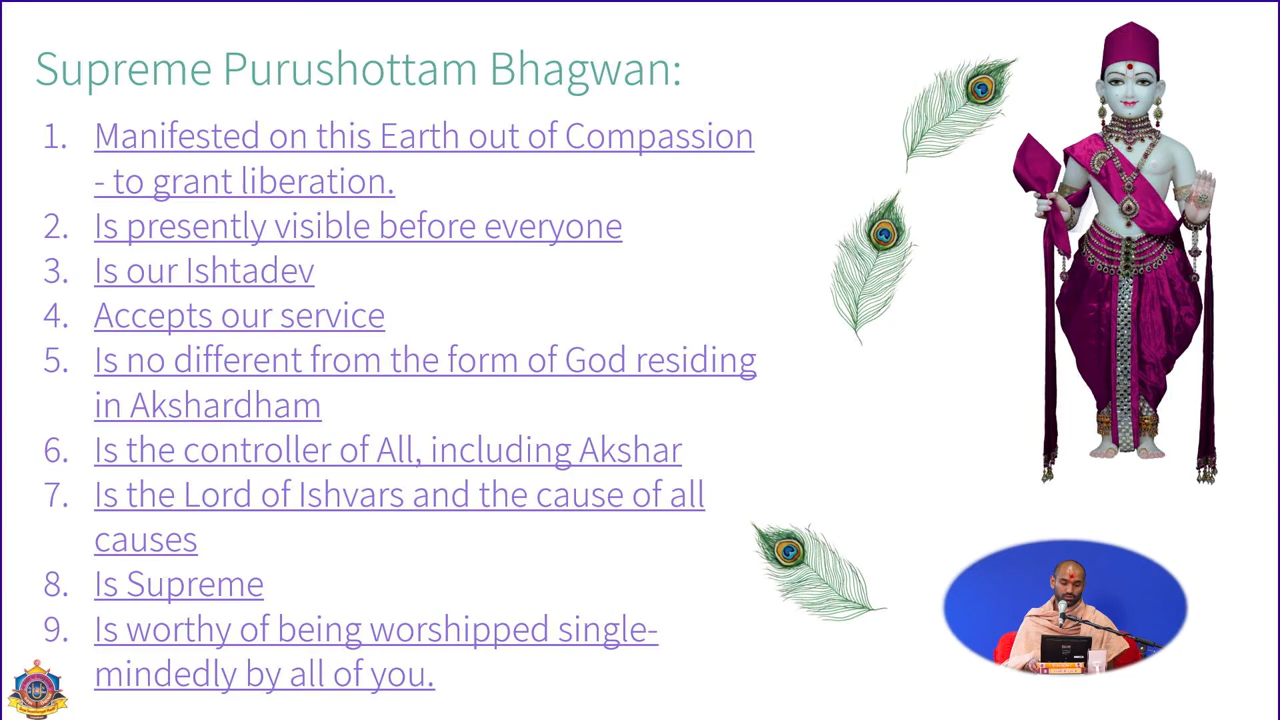 Supreme Purushottam Bhagwan:
1. Manifested on this Earth out of Compassion
- to grant liberation.
2. Is presently visible before everyone
3. Is our Ishtadev
4. Accepts our service
5. Is no different from the form of God residing
in Akshardham
6. Is the controller of All, including Akshar
7. Is the Lord of Ishvars and the cause of all
causes
8. Is Supreme
9. Is worthy of being worshipped single-
mindedly by all of you.